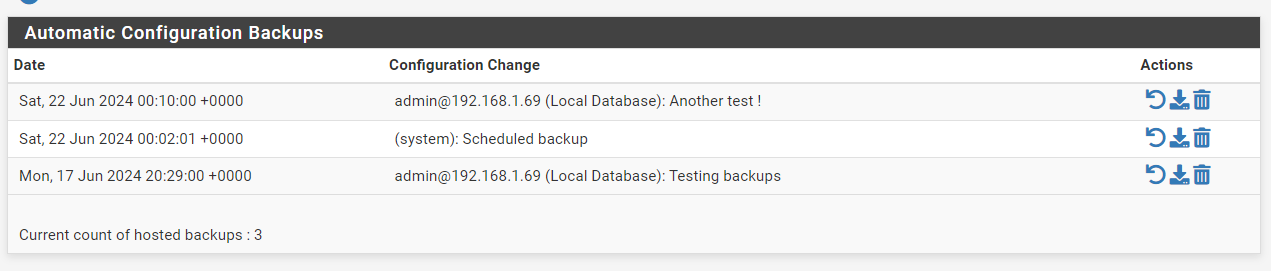 Automatic Configuration Backups
Date Configuration Change Actions
Sat, 22 Jun 2024 00:10:00 +0000 admin@192.168.1.69 (Local Database): Another test !
Sat, 22 Jun 2024 00:02:01 +0000 (system): Scheduled backup
Mon, 17 Jun 2024 20:29:00 +0000 admin@192.168.1.69 (Local Database): Testing backups
Current count of hosted backups : 3